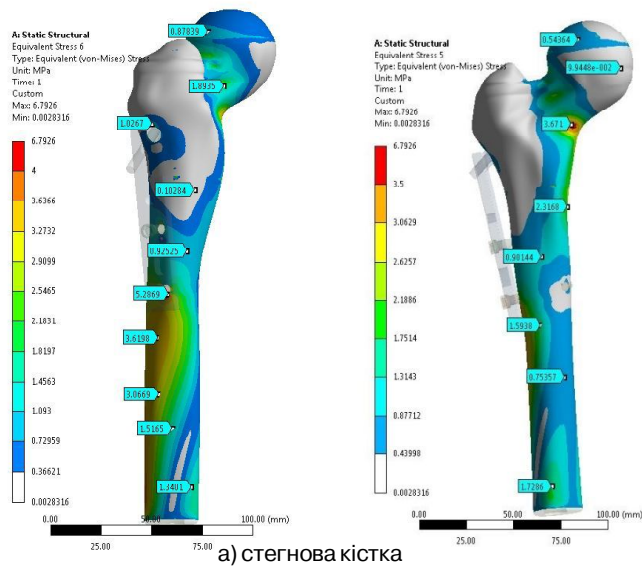 A: Static Structural
Equivalent Stress 6
Type: Equivalent (von-Mises) Stress
Unit: MPa
Time: 1
Custom
Max: 6.7926
Min: 0.0028316
6.7926
4
3.6366
3.2732
2.9099
2.5465
2.1831
1.8197
1.4563
1.093
0.72959
0.36621
0.0028316
0.87839
1.8935
1.0267
0.10284
0.92525
5.2869
3.6198
3.0669
1.5165
1.3401
0.00
50.00
100.00 (mm)
25.00
75.00
A: Static Structural
Equivalent Stress 5
Type: Equivalent (von-Mises) Stress
Unit: MPa
Time: 1
Custom
Max: 6.7926
Min: 0.0028316
6.7926
3.5
3.0629
2.6257
2.1886
1.7514
1.3143
0.87712
0.43998
0.0028316
0.54364
9.9448e-002
3.671
2.3168
0.98144
1.5938
0.75357
1.7286
0.00
50.00
100.00 (mm)
25.00
75.00
а) стегнова кістка